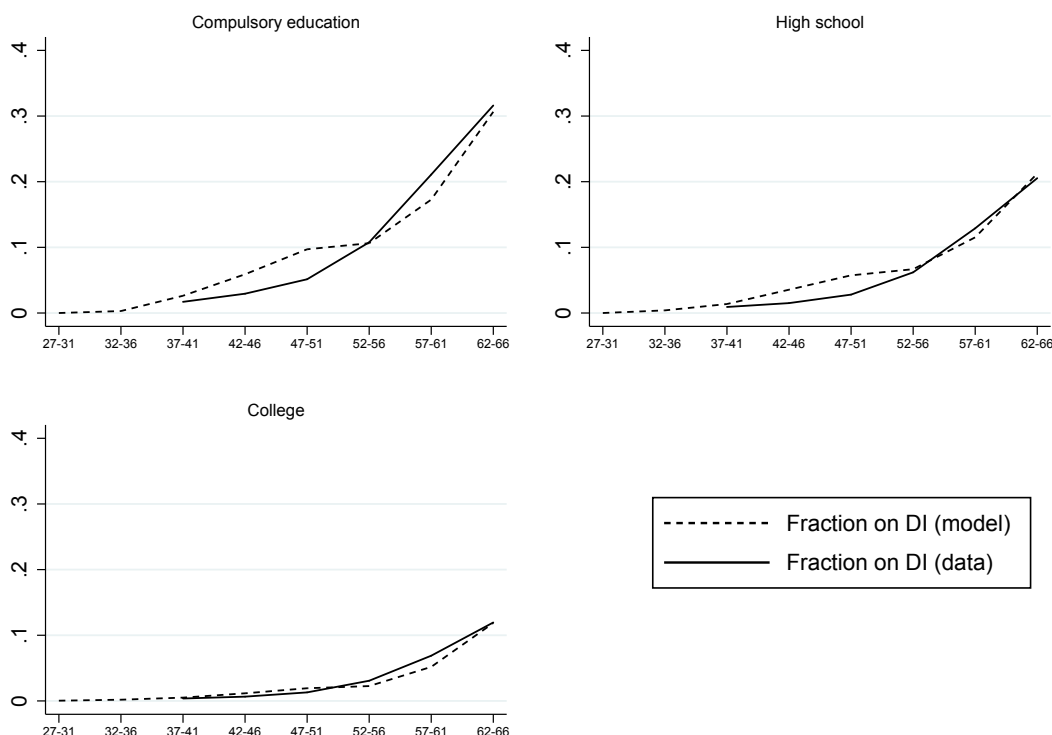 Compulsory education
.4
.3
.2
.1
0
27-31 32-36 37-41 42-46 47-51 52-56 57-61 62-66
High school
.4
.3
.2
.1
0
27-31 32-36 37-41 42-46 47-51 52-56 57-61 62-66
College
.4
.3
.2
.1
0
27-31 32-36 37-41 42-46 47-51 52-56 57-61 62-66
Fraction on DI (model)
Fraction on DI (data)